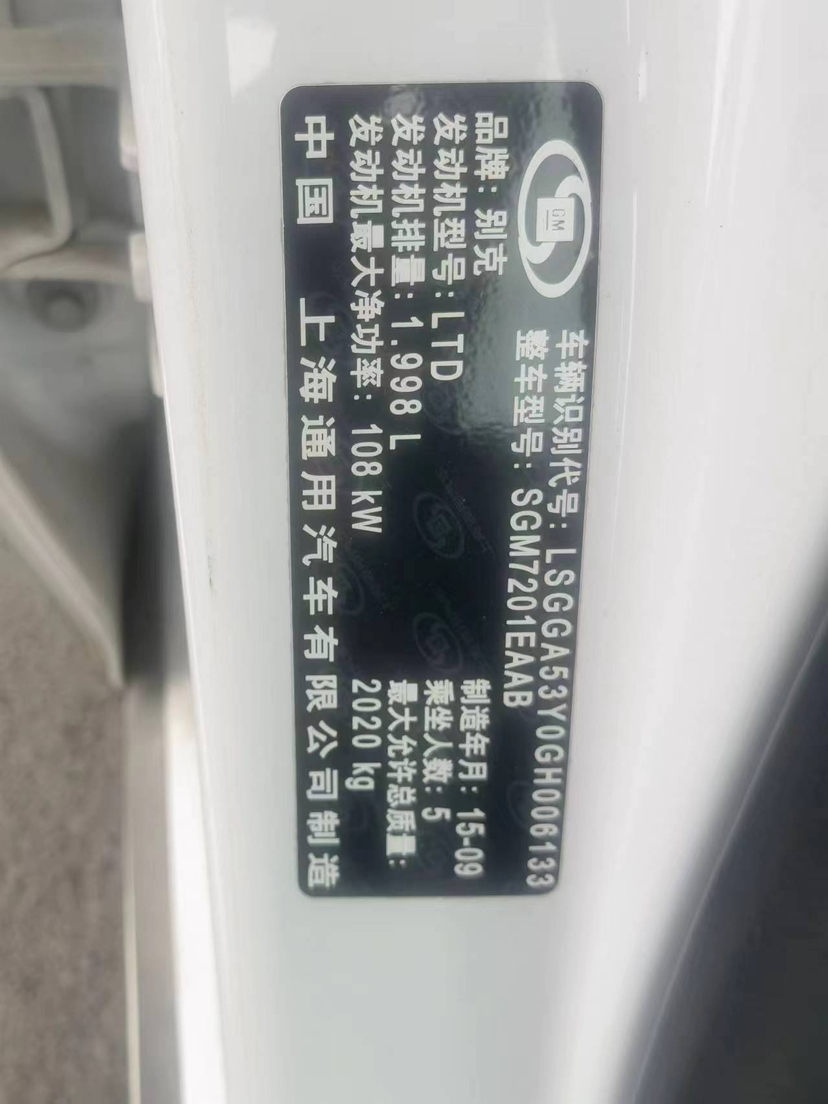 GM
车辆识别代号: LSGGA53Y0GH006133
整车型号: SGM7201EAAB
品牌: 别克
发动机型号: LTD
发动机排量: 1.998 L
发动机最大净功率: 108 kW
制造年月: 15-09
乘坐人数: 5
最大允许总质量:
2020 kg
中国 上海通用汽车有限公司制造